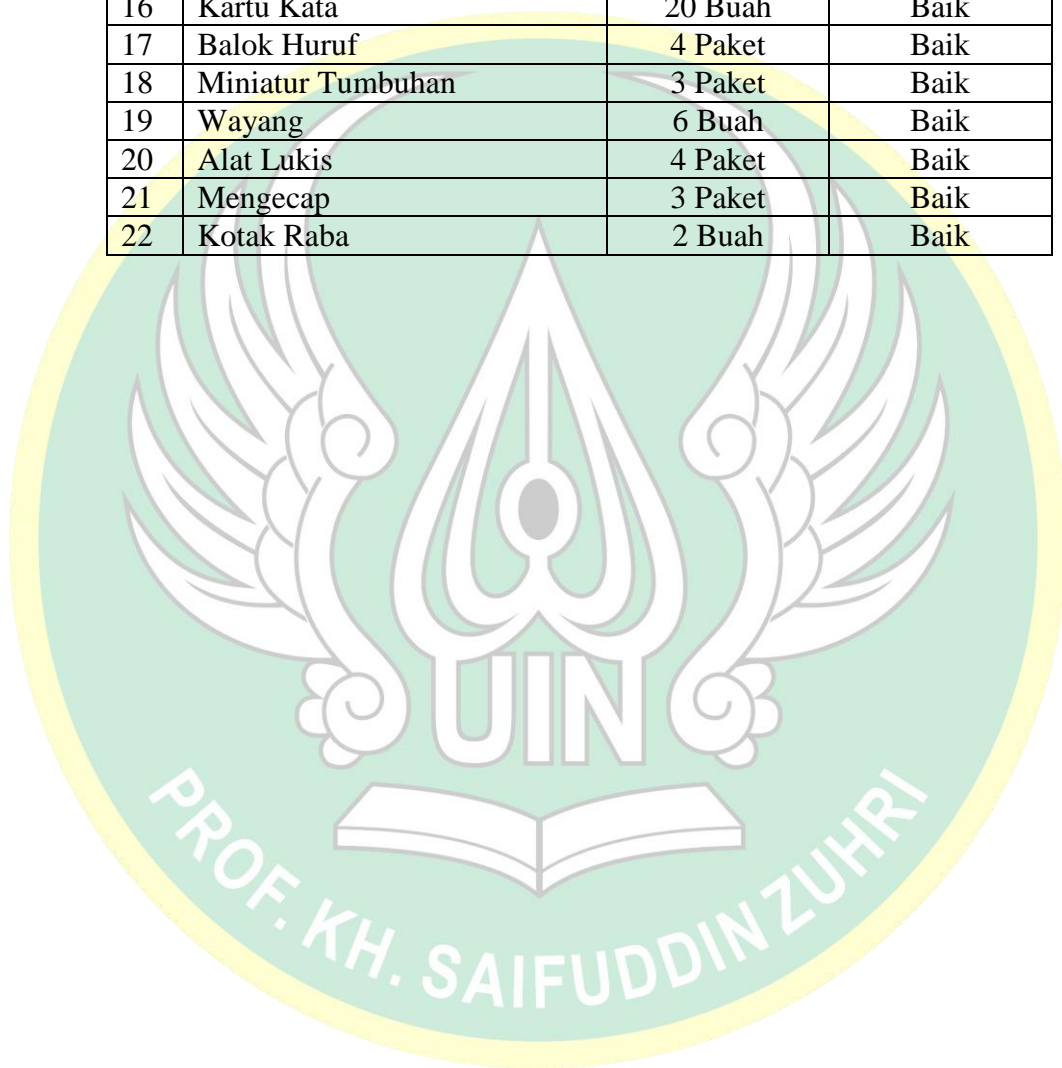 16 Kartu Kata 20 Buah Baik
17 Balok Huruf 4 Paket Baik
18 Miniatur Tumbuhan 3 Paket Baik
19 Wayang 6 Buah Baik
20 Alat Lukis 4 Paket Baik
21 Mengecap 3 Paket Baik
22 Kotak Raba 2 Buah Baik
UIN
PROF. KH. SAIFUDDIN ZUHRI